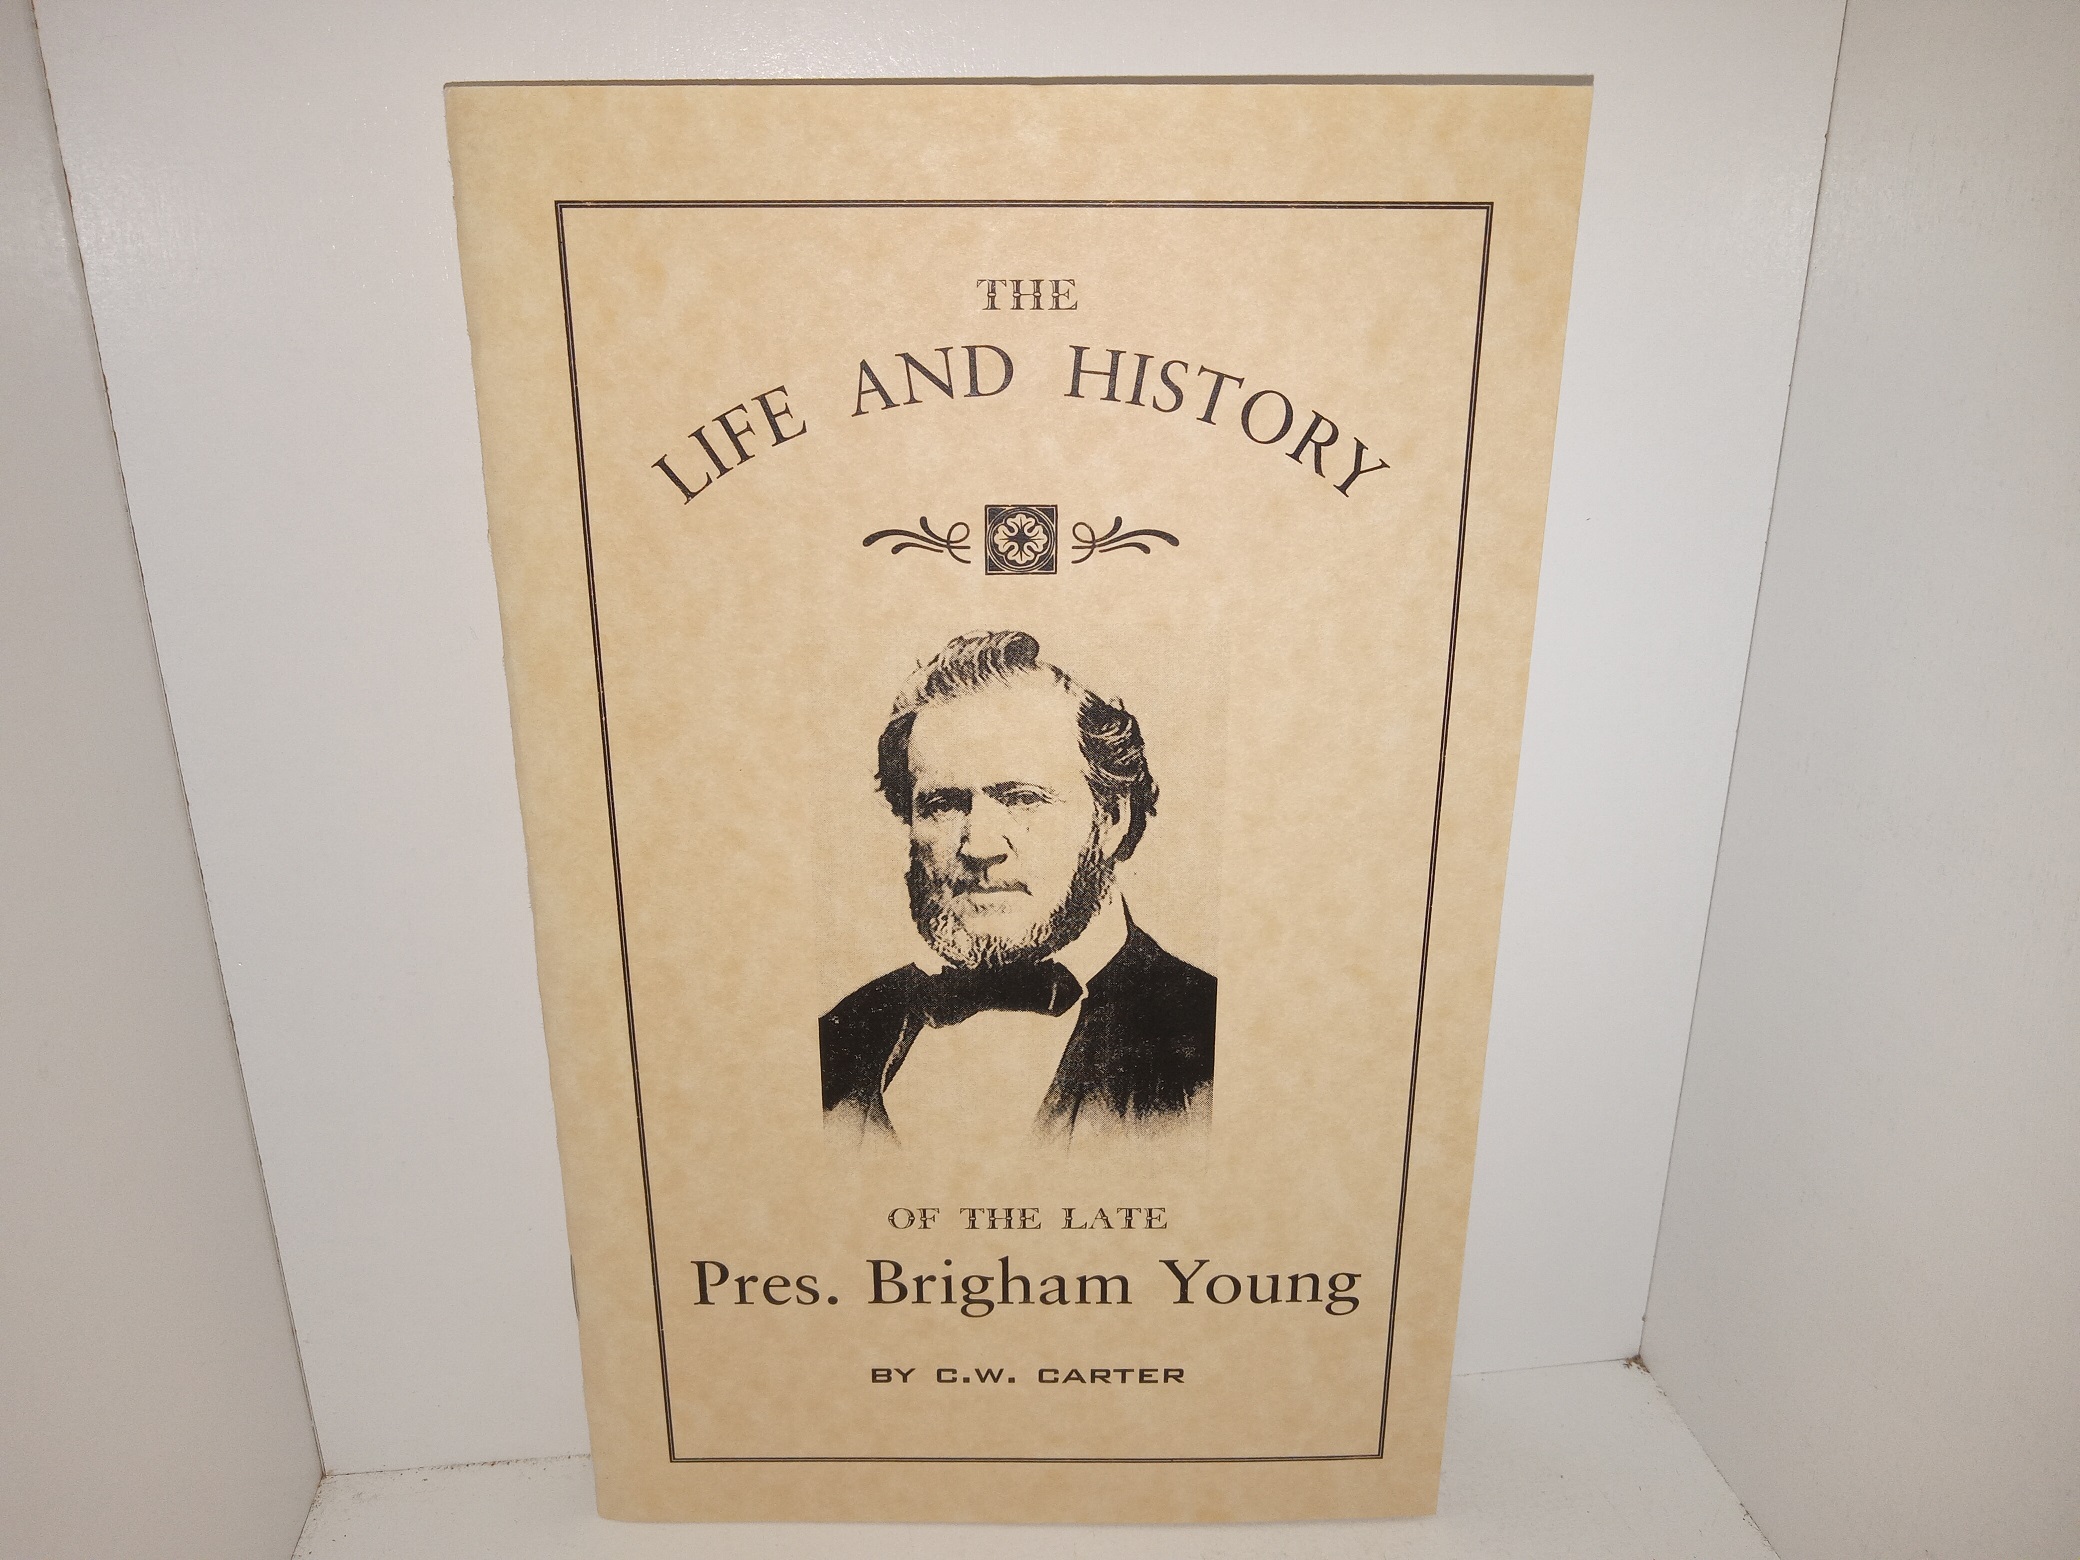 THE
LIFE AND HISTORY
OF THE LATE
Pres. Brigham Young
BY C.W. CARTER